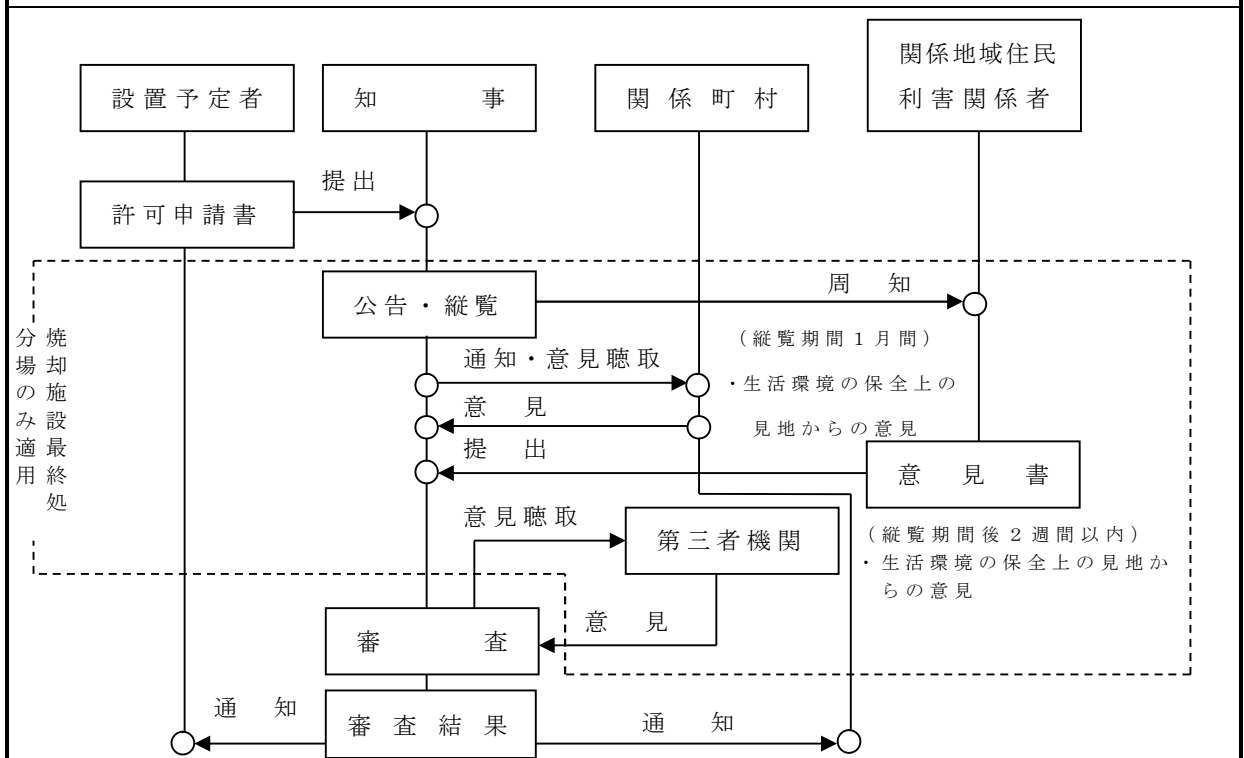 設置予定者
知事
関係町村
関係地域住民
利害関係者
許可申請書
提出
公告・縦覧
周知
（縦覧期間１月間）
通知・意見聴取
・生活環境の保全上の
見地からの意見
意見
提出
意見書
（縦覧期間後２週間以内）
・生活環境の保全上の見地か
らの意見
焼却施設最終処
分場のみ適用
意見聴取
第三者機関
意見
審査
審査結果
通知
通知